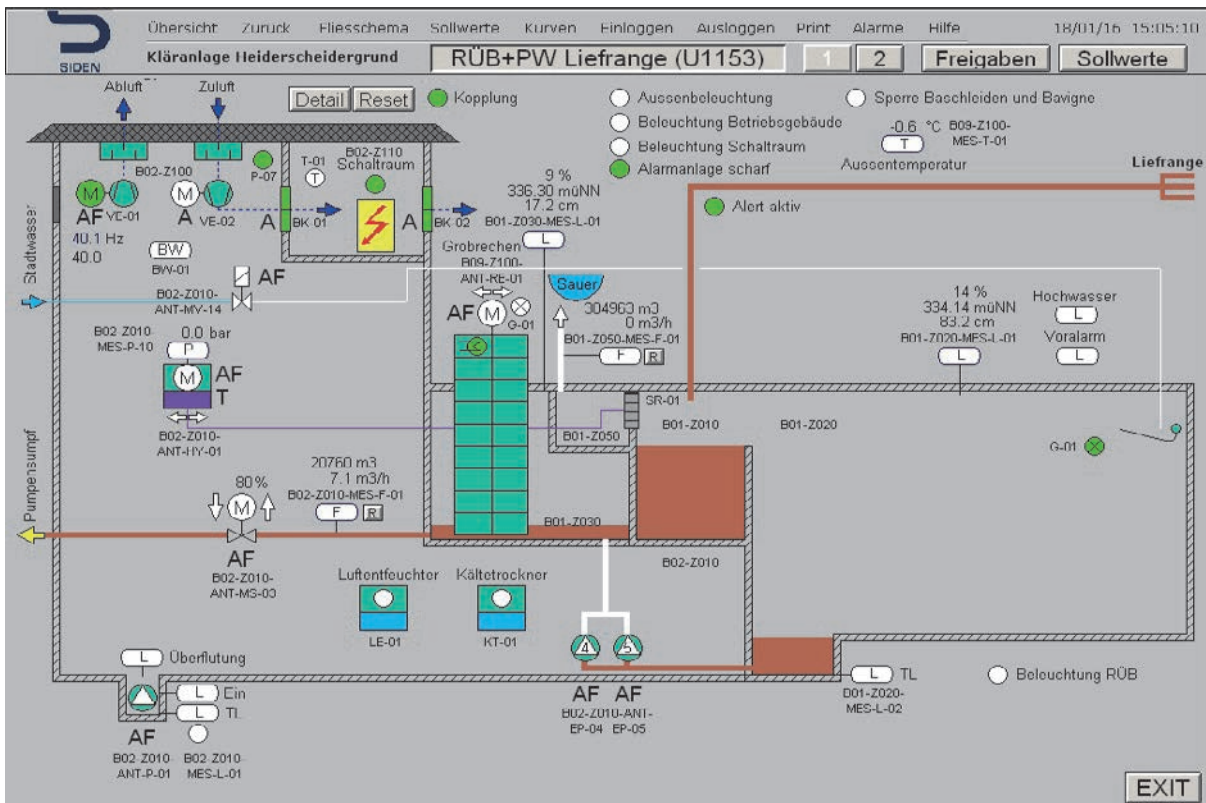 Übersicht Zurück Fliesschema Sollwerte Kurven Einloggen Ausloggen Print Alarme Hilfe 18/01/16 15:05:10
SIDEN
Kläranlage Heiderscheidergrund
RÜB+PW Liefrange (U1153)
1 2 Freigaben Sollwerte
Abluft Zuluft
Detail Reset Kopplung
Aussenbeleuchtung
Sperre Baschleiden und Bavigne
Beleuchtung Betriebsgebäude
-0.6 °C B09-Z100-
MES-T-01
T
Beleuchtung Schaltraum
Aussentemperatur
Alarmanlage scharf
Liefrange
Alert aktiv
B02-Z100
P-07
T-01
T
B02-Z110
Schaltraum
M
AF VE-01
M
A VE-02
A BK-01
A BK-02
40.1 Hz
40.0
BW
BW-01
9 %
336.30 müNN
17.2 cm
B01-Z030-MES-L-01
L
Grobrechen
B09-Z100-
ANT-RE-01
AF M
G-01
Stadtwasser
AF
B02-Z010-
ANT-MV-14
Sauer
304963 m3
0 m3/h
B01-Z050-MES-F-01
F R
14 %
334.14 müNN
83.2 cm
B01-Z020-MES-L-01
L
Hochwasser
L
Voralarm
L
B02-Z010
MES-P-10
0.0 bar
P
M AF
T
B02-Z010-
ANT-HY-01
SR-01
B01-Z050
B01-Z010
B01-Z020
G-01
Pumpensumpf
80%
M
AF
B02-Z010-
ANT-MS-03
20760 m3
7.1 m3/h
B02-Z010-MES-F-01
F R
B01-Z030
B02-Z010
Luftentfeuchter
LE-01
Kältetrockner
KT-01
4 5
AF AF
B02-Z010-ANT-
EP-04 EP-05
L Überflutung
L Ein
L TL
AF
B02-Z010
ANT-P-01
B02-Z010
MES-L-01
L TL
B01-Z020-
MES-L-02
Beleuchtung RÜB
EXIT